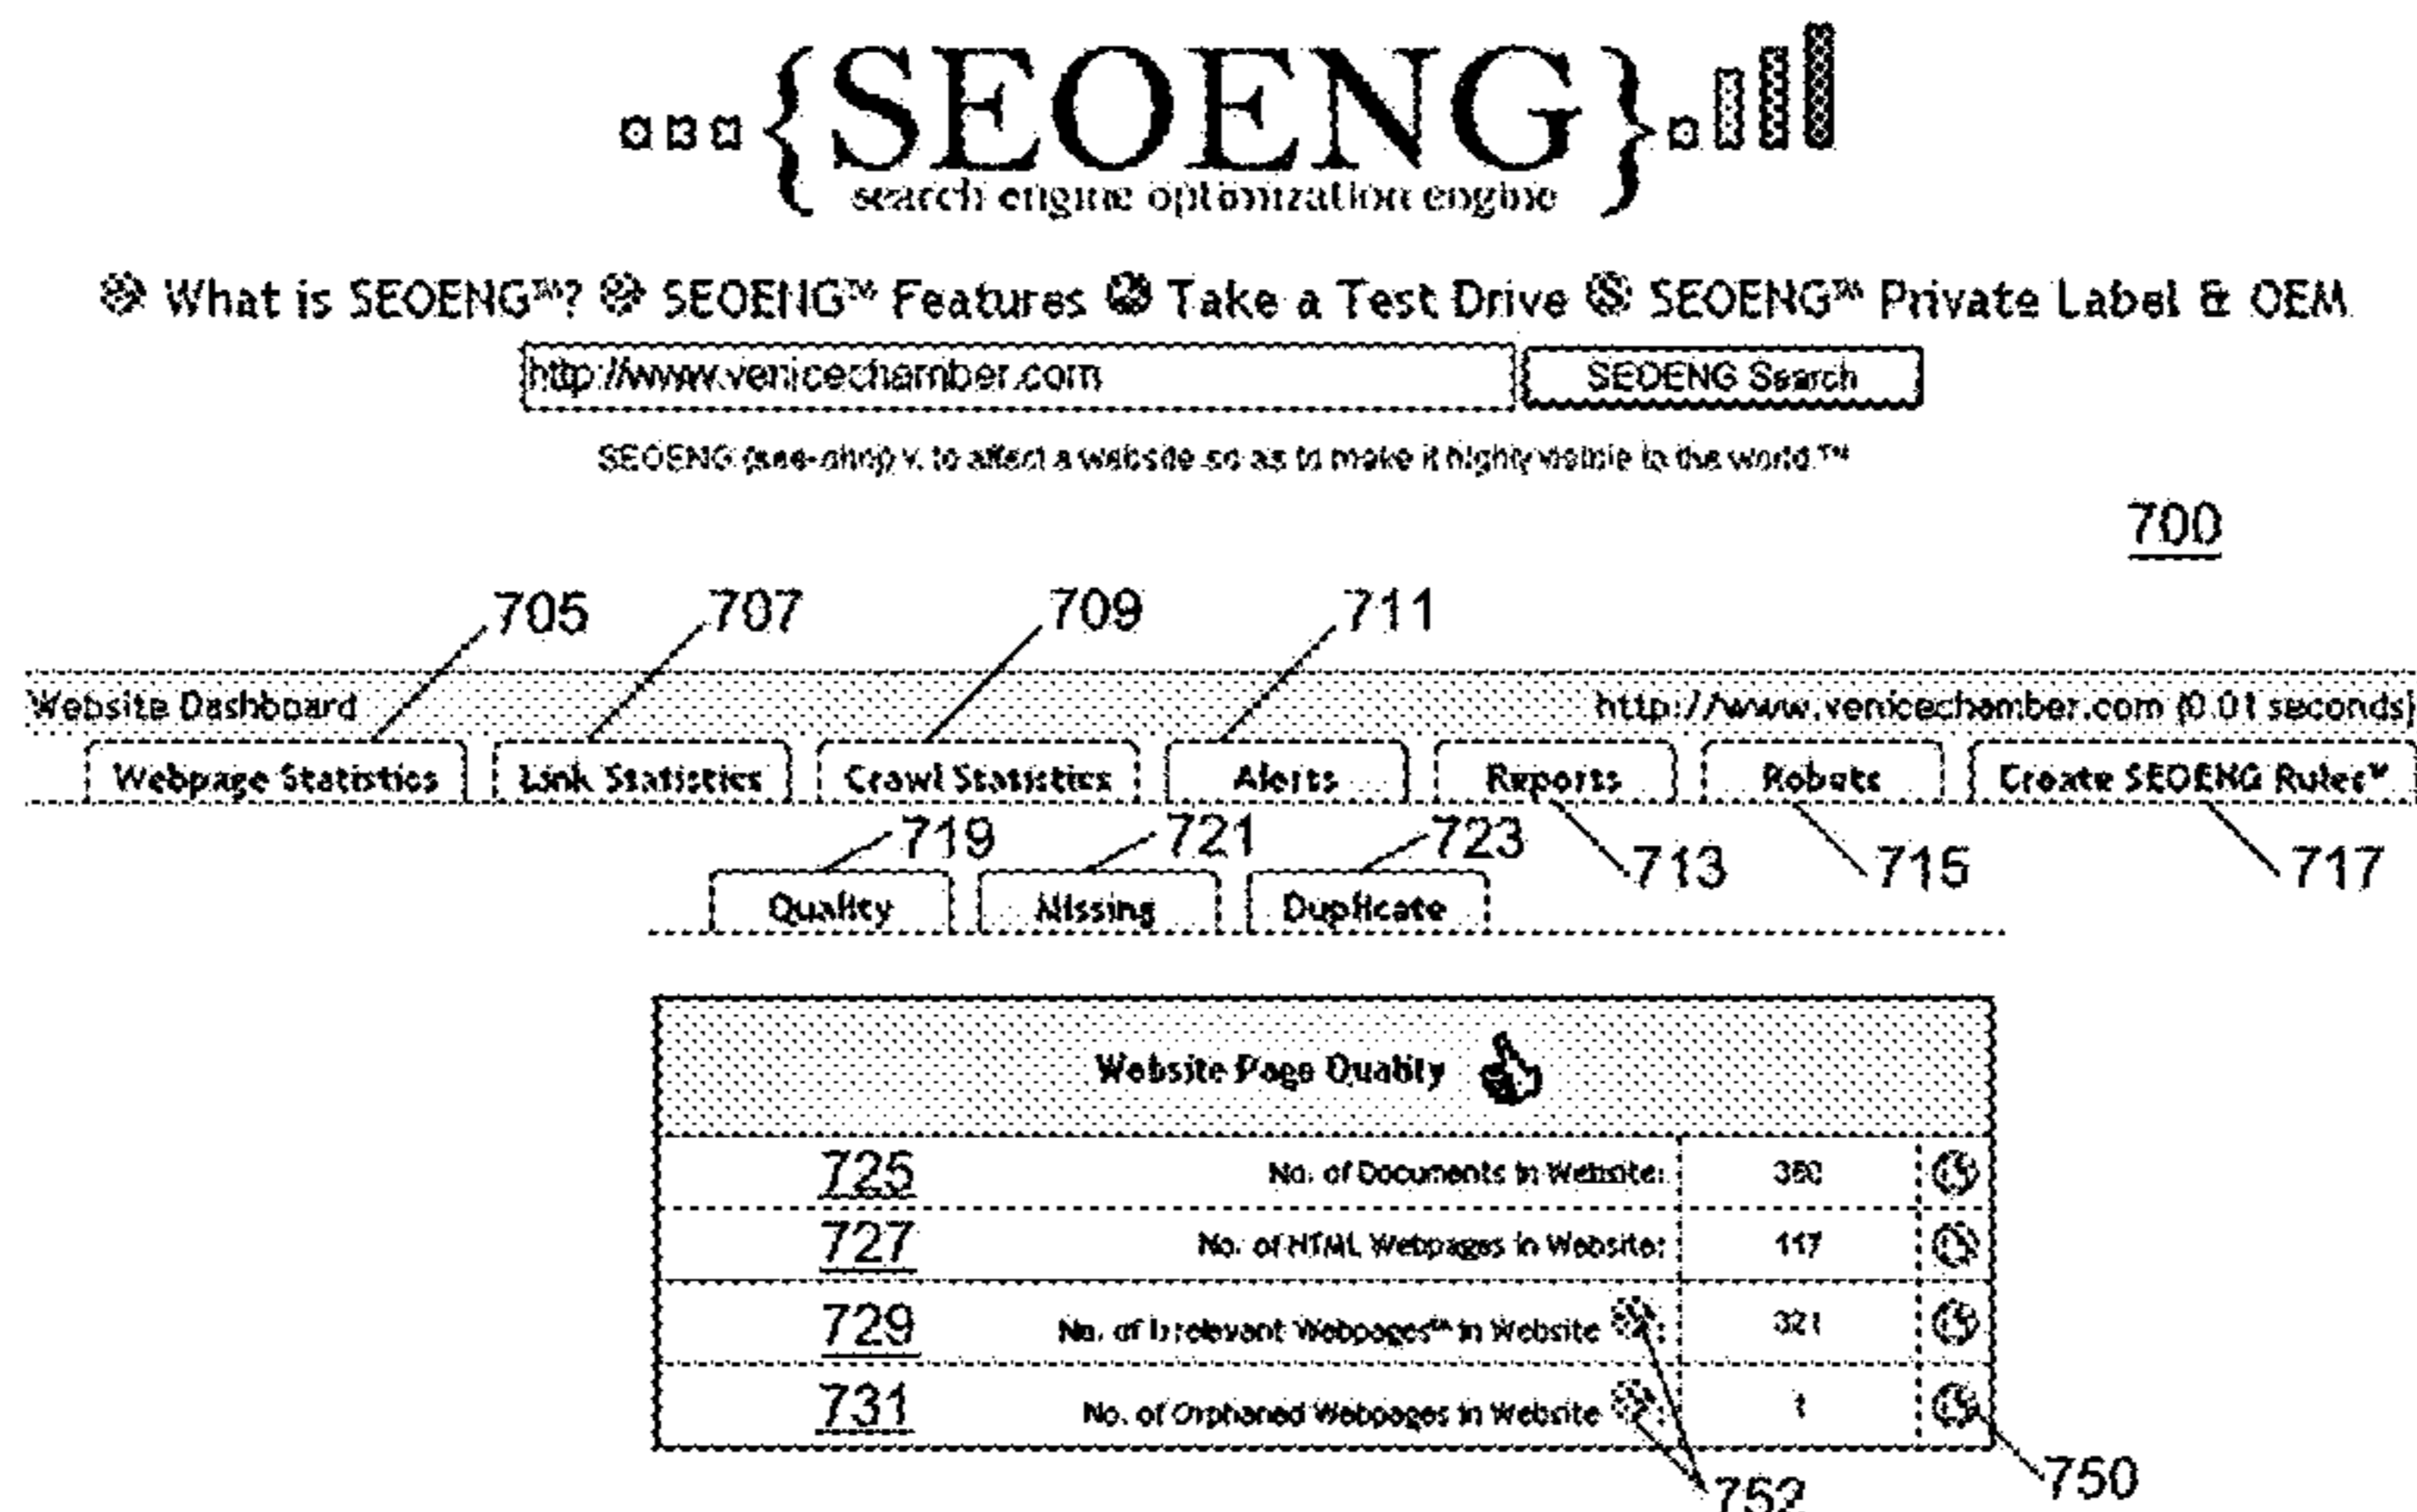 {SEOENG}
search engine optimization engine
What is SEOENG™? SEOENG™ Features Take a Test Drive SEOENG™ Private Label & OEM
http://www.venicechamber.com SEOENG Search
SEOENG (see-ahng) v. to affect a website so as to make it highly visible to the world.™
700
705 707 709 711
Website Dashboard http://www.venicechamber.com (0.01 seconds)
Webpage Statistics Link Statistics Crawl Statistics Alerts Reports Robots Create SEOENG Rules™
719 721 723 713 715 717
Quality Missing Duplicate
Website Page Quality
725 No. of Documents in Website:
727 No. of HTML Webpages in Website: 117
729 No. of Irrelevant Webpages™ in Website : 321
731 No. of Orphaned Webpages in Website : 1
752 750